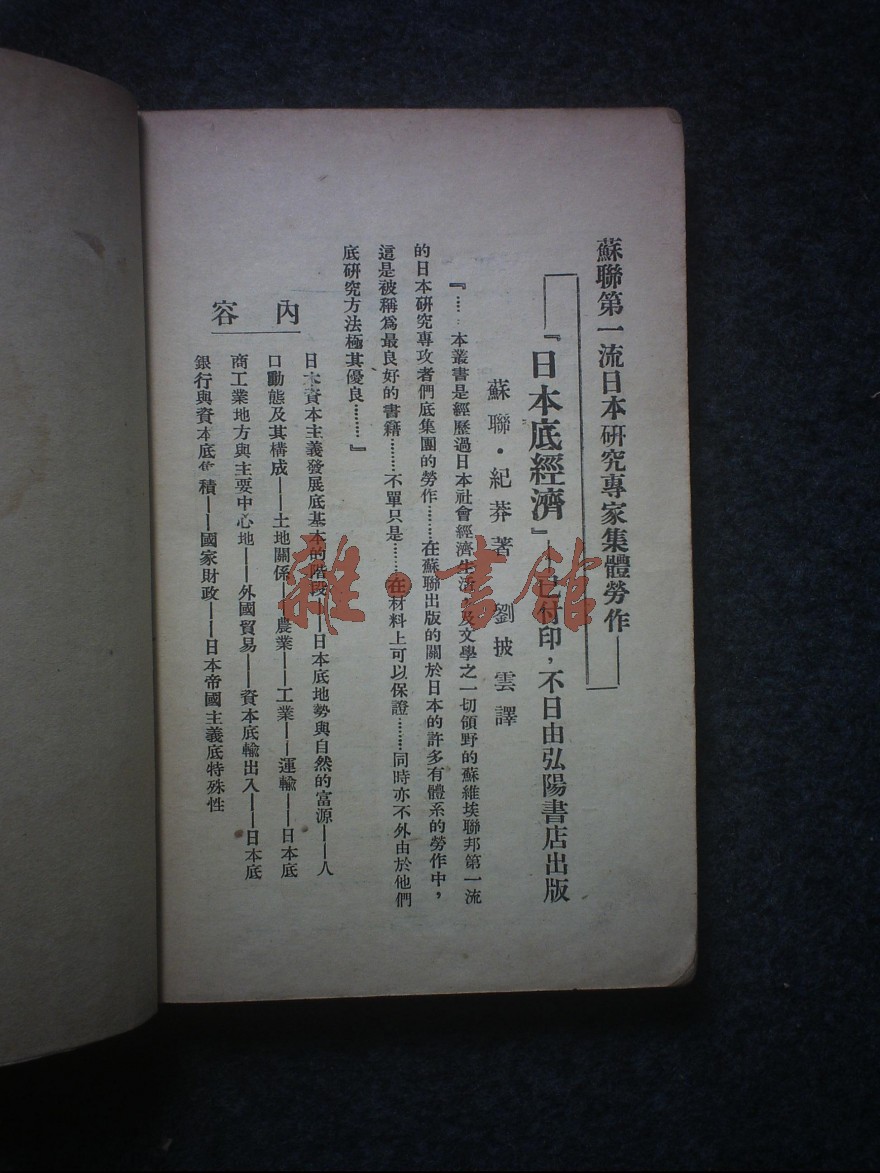 蘇聯第一流日本研究專家集體勞作——
——『日本底經濟』——已付印，不日由弘陽書店出版
蘇聯・紀莽著　劉披雲譯
『……本叢書是經歷過日本社會經濟生活，及文學之一切領野的蘇維埃聯邦第一流
的日本研究專攻者們底集團的勞作………在蘇聯出版的關於日本的許多有體系的勞作中，
這是被稱爲最良好的書籍………不單只是………在材料上可以保證………同時亦不外由於他們
底研究方法極其優良………』
內容
日本資本主義發展底基本的階段——日本底地勢與自然的富源——人
口動態及其構成——土地關係——農業——工業——運輸——日本底
商工業地方與主要中心地——外國貿易——資本底輸出入——日本底
銀行與資本底集積——國家財政——日本帝國主義底特殊性
雜・書館